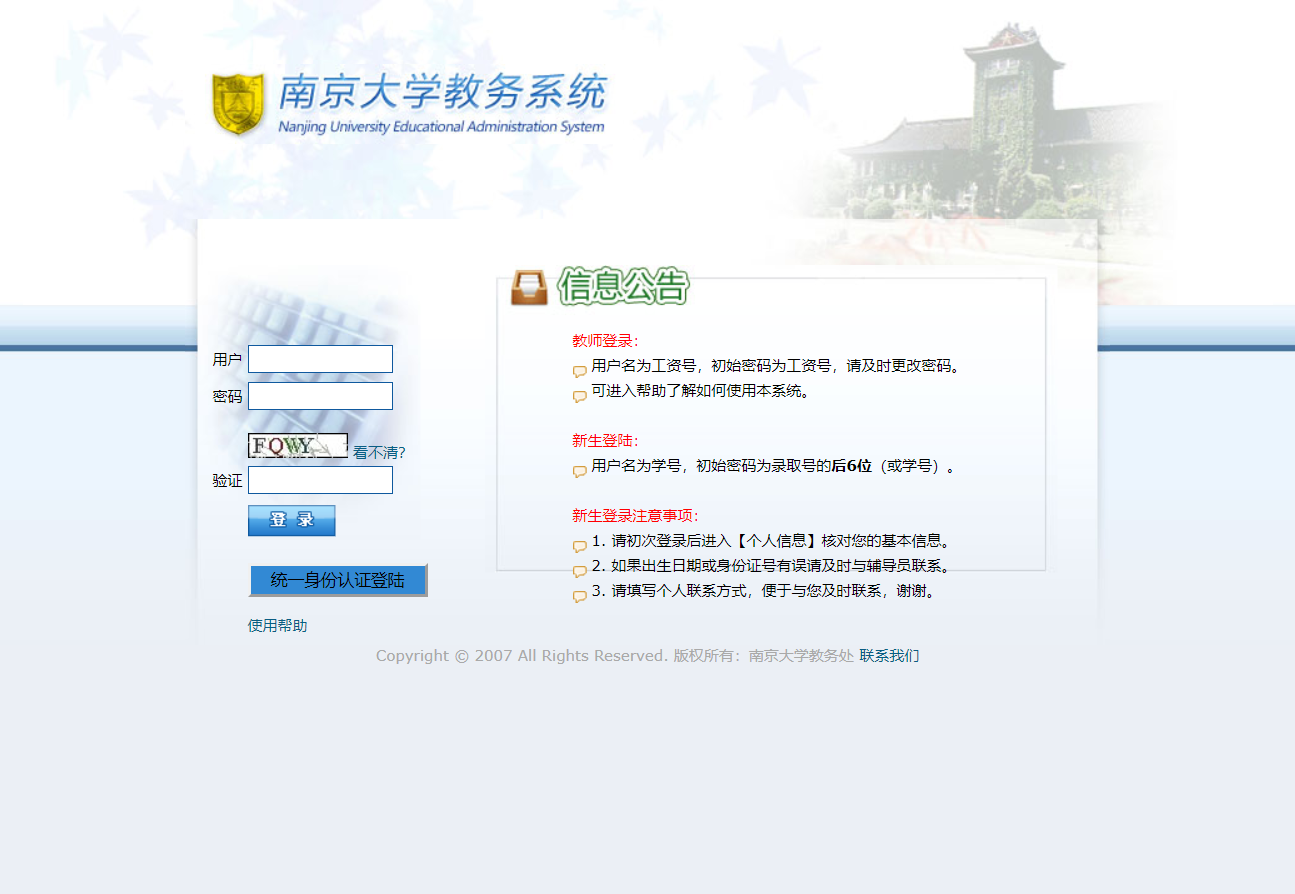 南京大学教务系统
Nanjing University Educational Administration System
信息公告
用户
密码
FQWY 看不清?
验证
登 录
统一身份认证登陆
使用帮助
教师登录：
用户名为工资号，初始密码为工资号，请及时更改密码。
可进入帮助了解如何使用本系统。
新生登陆：
用户名为学号，初始密码为录取号的后6位（或学号）。
新生登录注意事项：
1. 请初次登录后进入【个人信息】核对您的基本信息。
2. 如果出生日期或身份证号有误请及时与辅导员联系。
3. 请填写个人联系方式，便于与您及时联系，谢谢。
Copyright © 2007 All Rights Reserved. 版权所有：南京大学教务处 联系我们